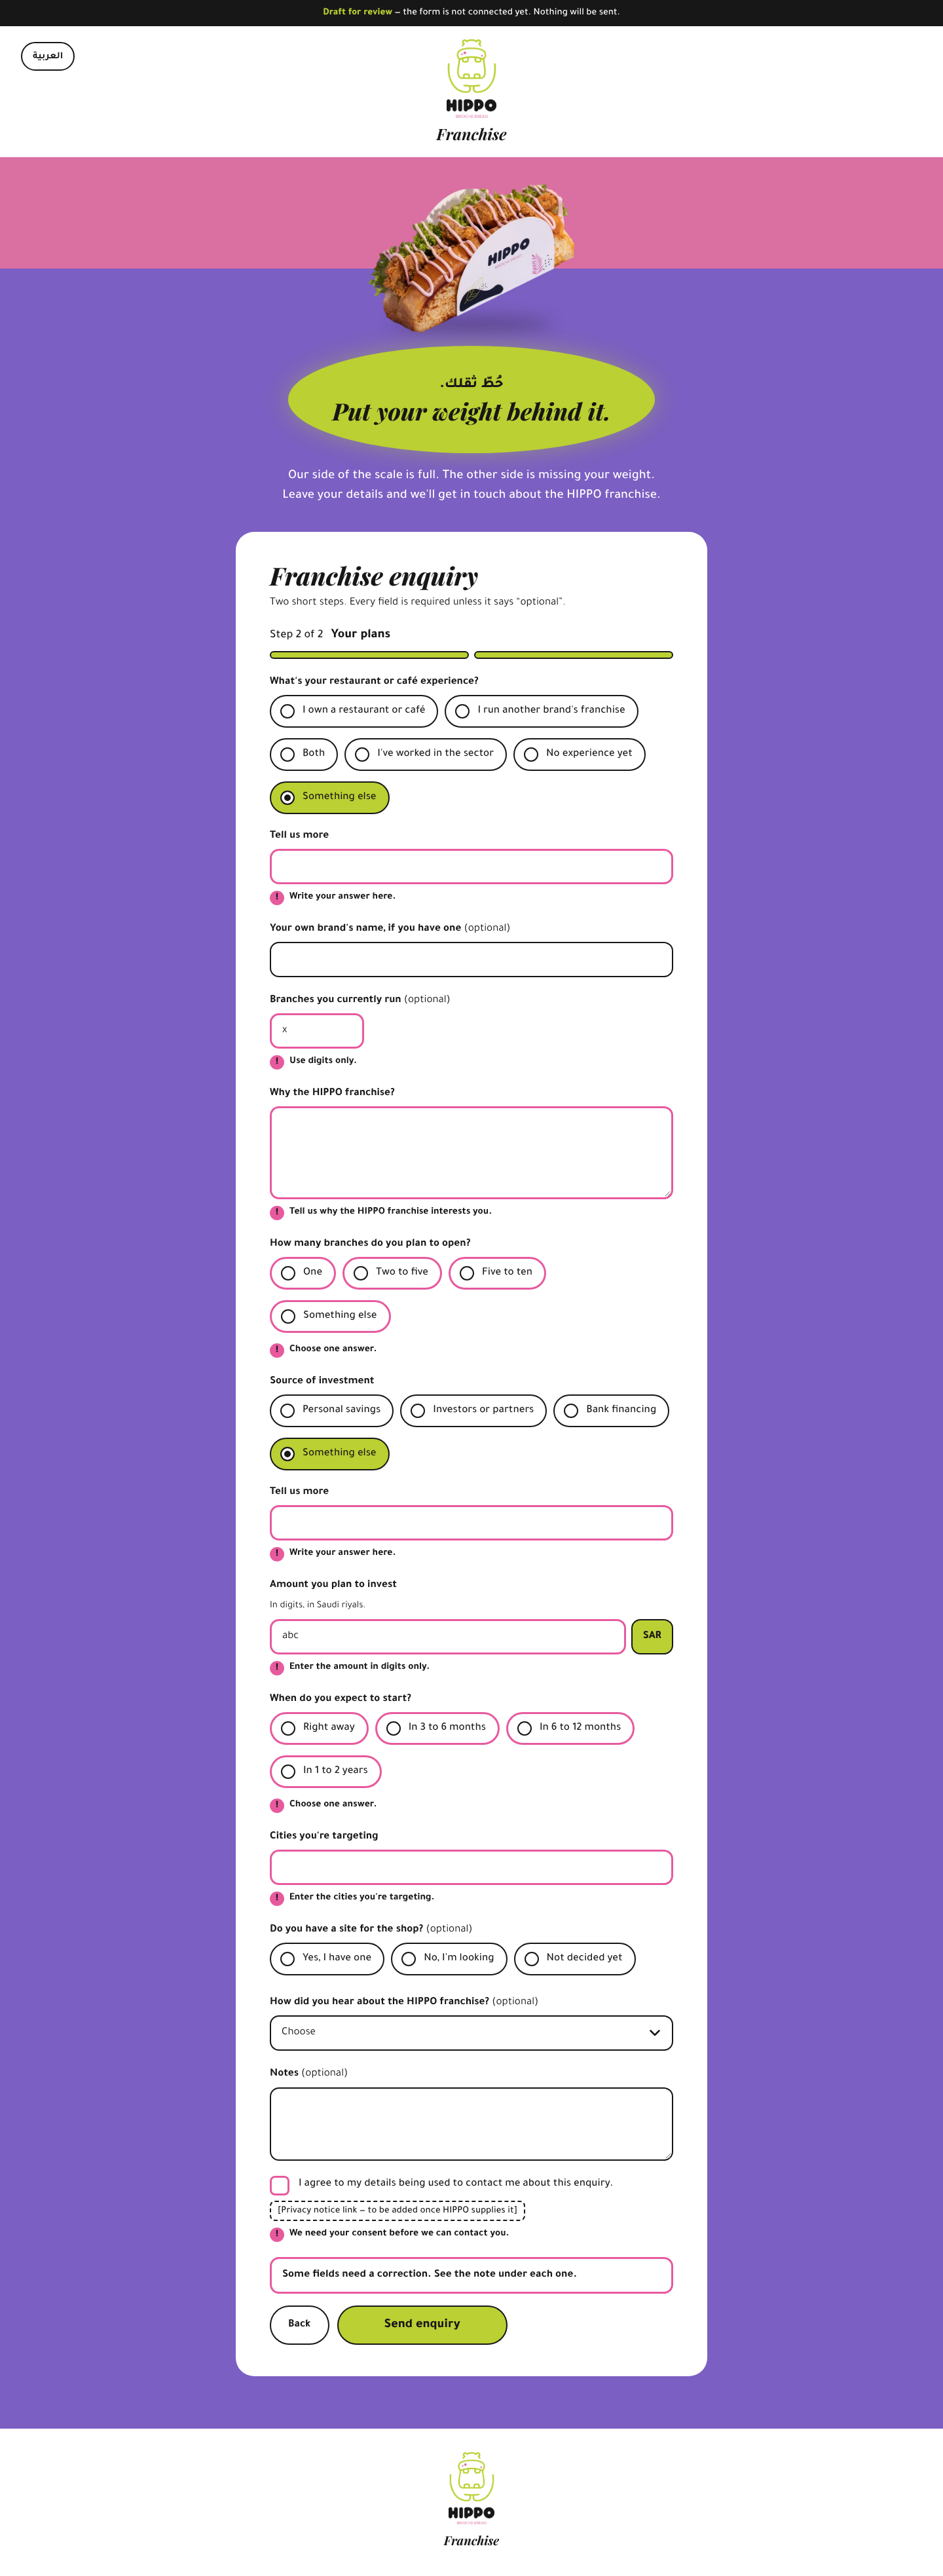 Draft for review – the form is not connected yet. Nothing will be sent.
العربية
HIPPO
Franchise
HIPPO
حُطّ ثقلك.
Put your weight behind it.
Our side of the scale is full. The other side is missing your weight.
Leave your details and we'll get in touch about the HIPPO franchise.
Franchise enquiry
Two short steps. Every field is required unless it says “optional”.
Step 2 of 2 Your plans
What's your restaurant or café experience?
I own a restaurant or café
I run another brand's franchise
Both
I've worked in the sector
No experience yet
Something else
Tell us more
! Write your answer here.
Your own brand's name, if you have one (optional)
Branches you currently run (optional)
x
! Use digits only.
Why the HIPPO franchise?
! Tell us why the HIPPO franchise interests you.
How many branches do you plan to open?
One
Two to five
Five to ten
Something else
! Choose one answer.
Source of investment
Personal savings
Investors or partners
Bank financing
Something else
Tell us more
! Write your answer here.
Amount you plan to invest
In digits, in Saudi riyals.
abc
SAR
! Enter the amount in digits only.
When do you expect to start?
Right away
In 3 to 6 months
In 6 to 12 months
In 1 to 2 years
! Choose one answer.
Cities you're targeting
! Enter the cities you're targeting.
Do you have a site for the shop? (optional)
Yes, I have one
No, I'm looking
Not decided yet
How did you hear about the HIPPO franchise? (optional)
Choose
Notes (optional)
I agree to my details being used to contact me about this enquiry.
[Privacy notice link – to be added once HIPPO supplies it]
! We need your consent before we can contact you.
Some fields need a correction. See the note under each one.
Back
Send enquiry
HIPPO
Franchise